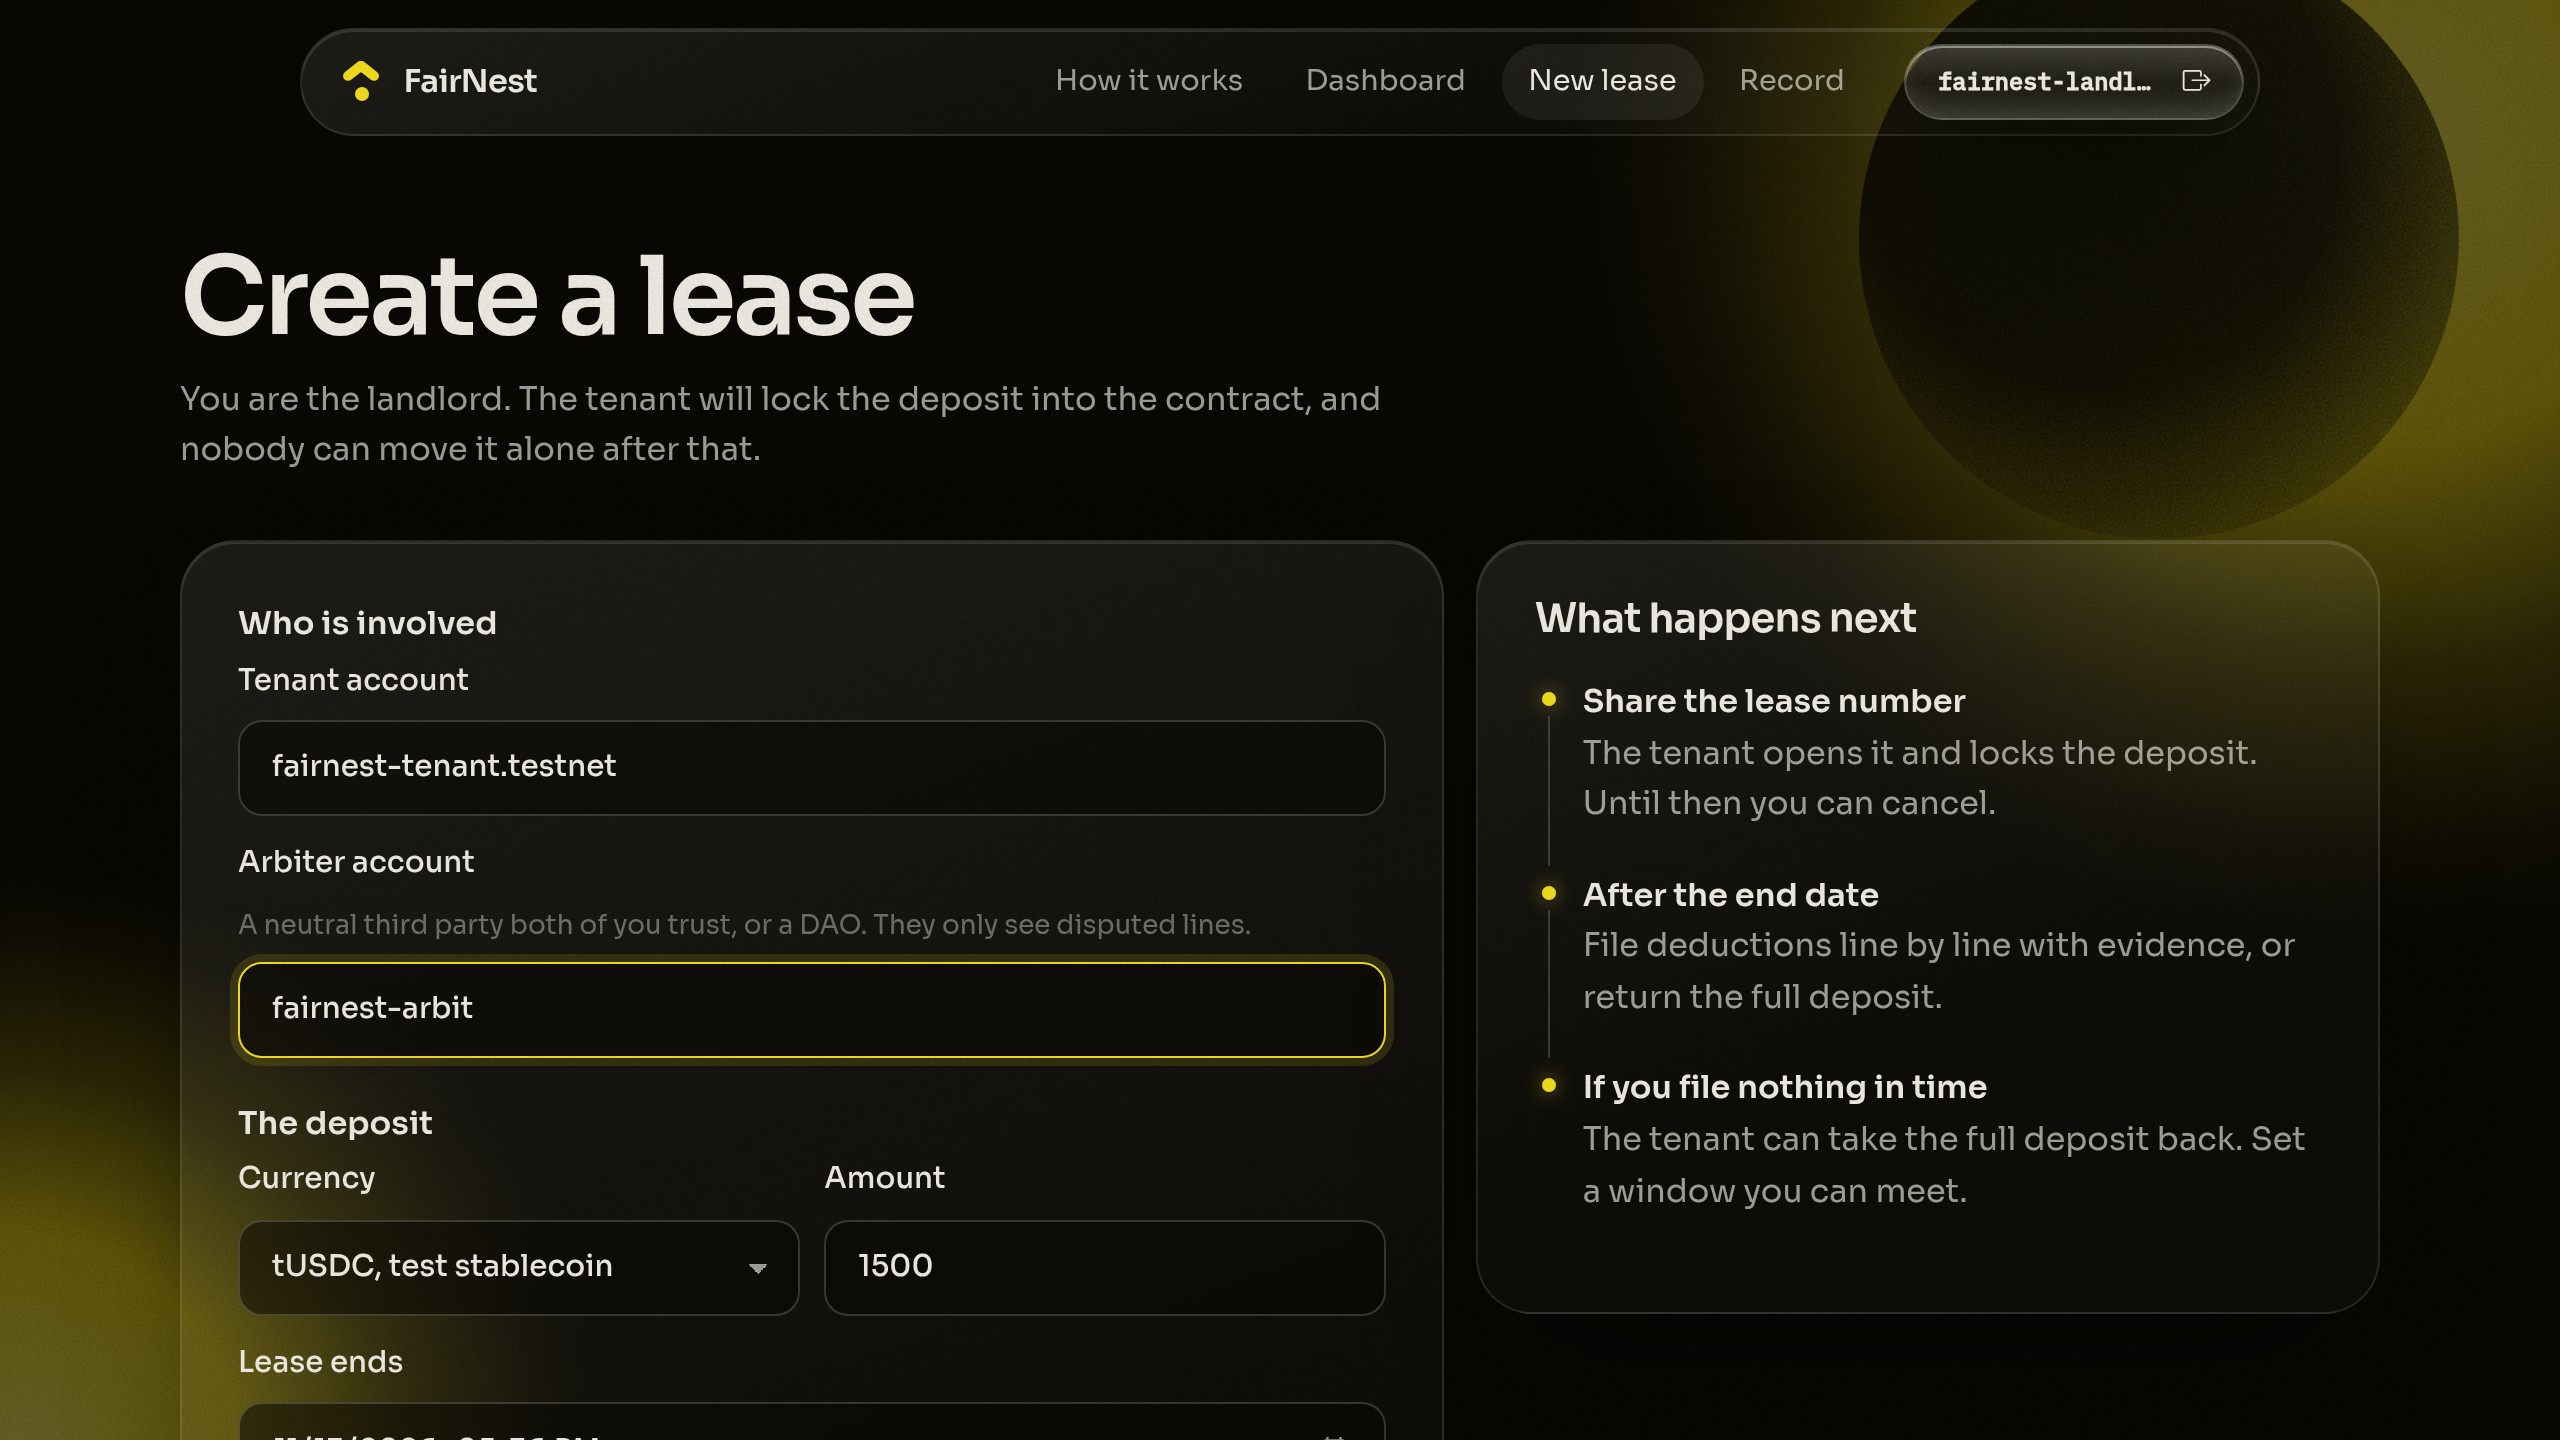 FairNest
How it works
Dashboard
New lease
Record
fairnest-landl…
Create a lease
You are the landlord. The tenant will lock the deposit into the contract, and
nobody can move it alone after that.
Who is involved
Tenant account
fairnest-tenant.testnet
Arbiter account
A neutral third party both of you trust, or a DAO. They only see disputed lines.
fairnest-arbit
The deposit
Currency
Amount
tUSDC, test stablecoin
1500
Lease ends
What happens next
Share the lease number
The tenant opens it and locks the deposit.
Until then you can cancel.
After the end date
File deductions line by line with evidence, or
return the full deposit.
If you file nothing in time
The tenant can take the full deposit back. Set
a window you can meet.